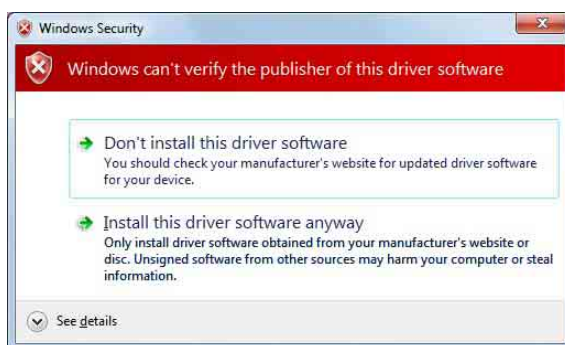 Windows Security
Windows can't verify the publisher of this driver software
Don't install this driver software
You should check your manufacturer's website for updated driver software
for your device.
Install this driver software anyway
Only install driver software obtained from your manufacturer's website or
disc. Unsigned software from other sources may harm your computer or steal
information.
See details